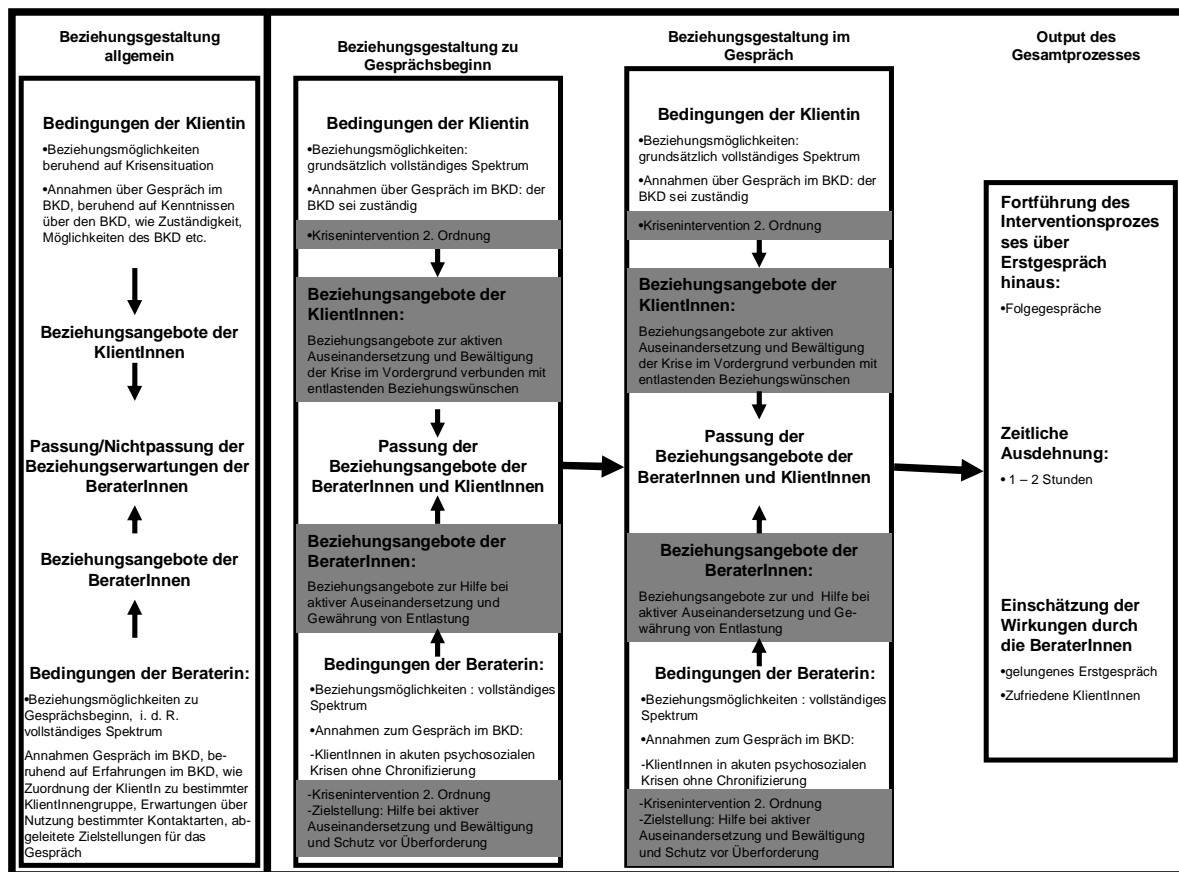 Beziehungsgestaltung
allgemein
Bedingungen der Klientin
•Beziehungsmöglichkeiten
beruhend auf Krisensituation
•Annahmen über Gespräch im
BKD, beruhend auf Kenntnissen
über den BKD, wie Zuständigkeit,
Möglichkeiten des BKD etc.
Beziehungsangebote der
KlientInnen
Passung/Nichtpassung der
Beziehungserwartungen der
BeraterInnen
Beziehungsangebote der
BeraterInnen
Bedingungen der Beraterin:
•Beziehungsmöglichkeiten zu
Gesprächsbeginn, i. d. R.
vollständiges Spektrum
Annahmen Gespräch im BKD, be-
ruhend auf Erfahrungen im BKD, wie
Zuordnung der KlientIn zu bestimmter
KlientInnengruppe, Erwartungen über
Nutzung bestimmter Kontaktarten, ab-
geleitete Zielstellungen für das
Gespräch
Beziehungsgestaltung zu
Gesprächsbeginn
Bedingungen der Klientin
•Beziehungsmöglichkeiten:
grundsätzlich vollständiges Spektrum
•Annahmen über Gespräch im BKD: der
BKD sei zuständig
•Krisenintervention 2. Ordnung
Beziehungsangebote der
KlientInnen:
Beziehungsangebote zur aktiven
Auseinandersetzung und Bewältigung
der Krise im Vordergrund verbunden mit
entlastenden Beziehungswünschen
Passung der
Beziehungsangebote der
BeraterInnen und KlientInnen
Beziehungsangebote der
BeraterInnen:
Beziehungsangebote zur Hilfe bei
aktiver Auseinandersetzung und
Gewährung von Entlastung
Bedingungen der Beraterin:
•Beziehungsmöglichkeiten : vollständiges
Spektrum
•Annahmen zum Gespräch im BKD:
-KlientInnen in akuten psychosozialen
Krisen ohne Chronifizierung
-Krisenintervention 2. Ordnung
-Zielstellung: Hilfe bei aktiver
Auseinandersetzung und Bewältigung
und Schutz vor Überforderung
Beziehungsgestaltung im
Gespräch
Bedingungen der Klientin
•Beziehungsmöglichkeiten:
grundsätzlich vollständiges Spektrum
•Annahmen über Gespräch im BKD: der
BKD sei zuständig
•Krisenintervention 2. Ordnung
Beziehungsangebote der
KlientInnen:
Beziehungsangebote zur aktiven
Auseinandersetzung und Bewältigung
der Krise im Vordergrund verbunden mit
entlastenden Beziehungswünschen
Passung der
Beziehungsangebote der
BeraterInnen und KlientInnen
Beziehungsangebote der
BeraterInnen:
Beziehungsangebote zur und Hilfe bei
aktiver Auseinandersetzung und Ge-
währung von Entlastung
Bedingungen der Beraterin:
•Beziehungsmöglichkeiten : vollständiges
Spektrum
•Annahmen zum Gespräch im BKD:
-KlientInnen in akuten psychosozialen
Krisen ohne Chronifizierung
-Krisenintervention 2. Ordnung
-Zielstellung: Hilfe bei aktiver
Auseinandersetzung und Bewältigung
und Schutz vor Überforderung
Output des
Gesamtprozesses
Fortführung des
Interventionsprozes
ses über
Erstgespräch
hinaus:
•Folgegespräche
Zeitliche
Ausdehnung:
• 1 – 2 Stunden
Einschätzung der
Wirkungen durch
die BeraterInnen
•gelungenes Erstgespräch
•Zufriedene KlientInnen